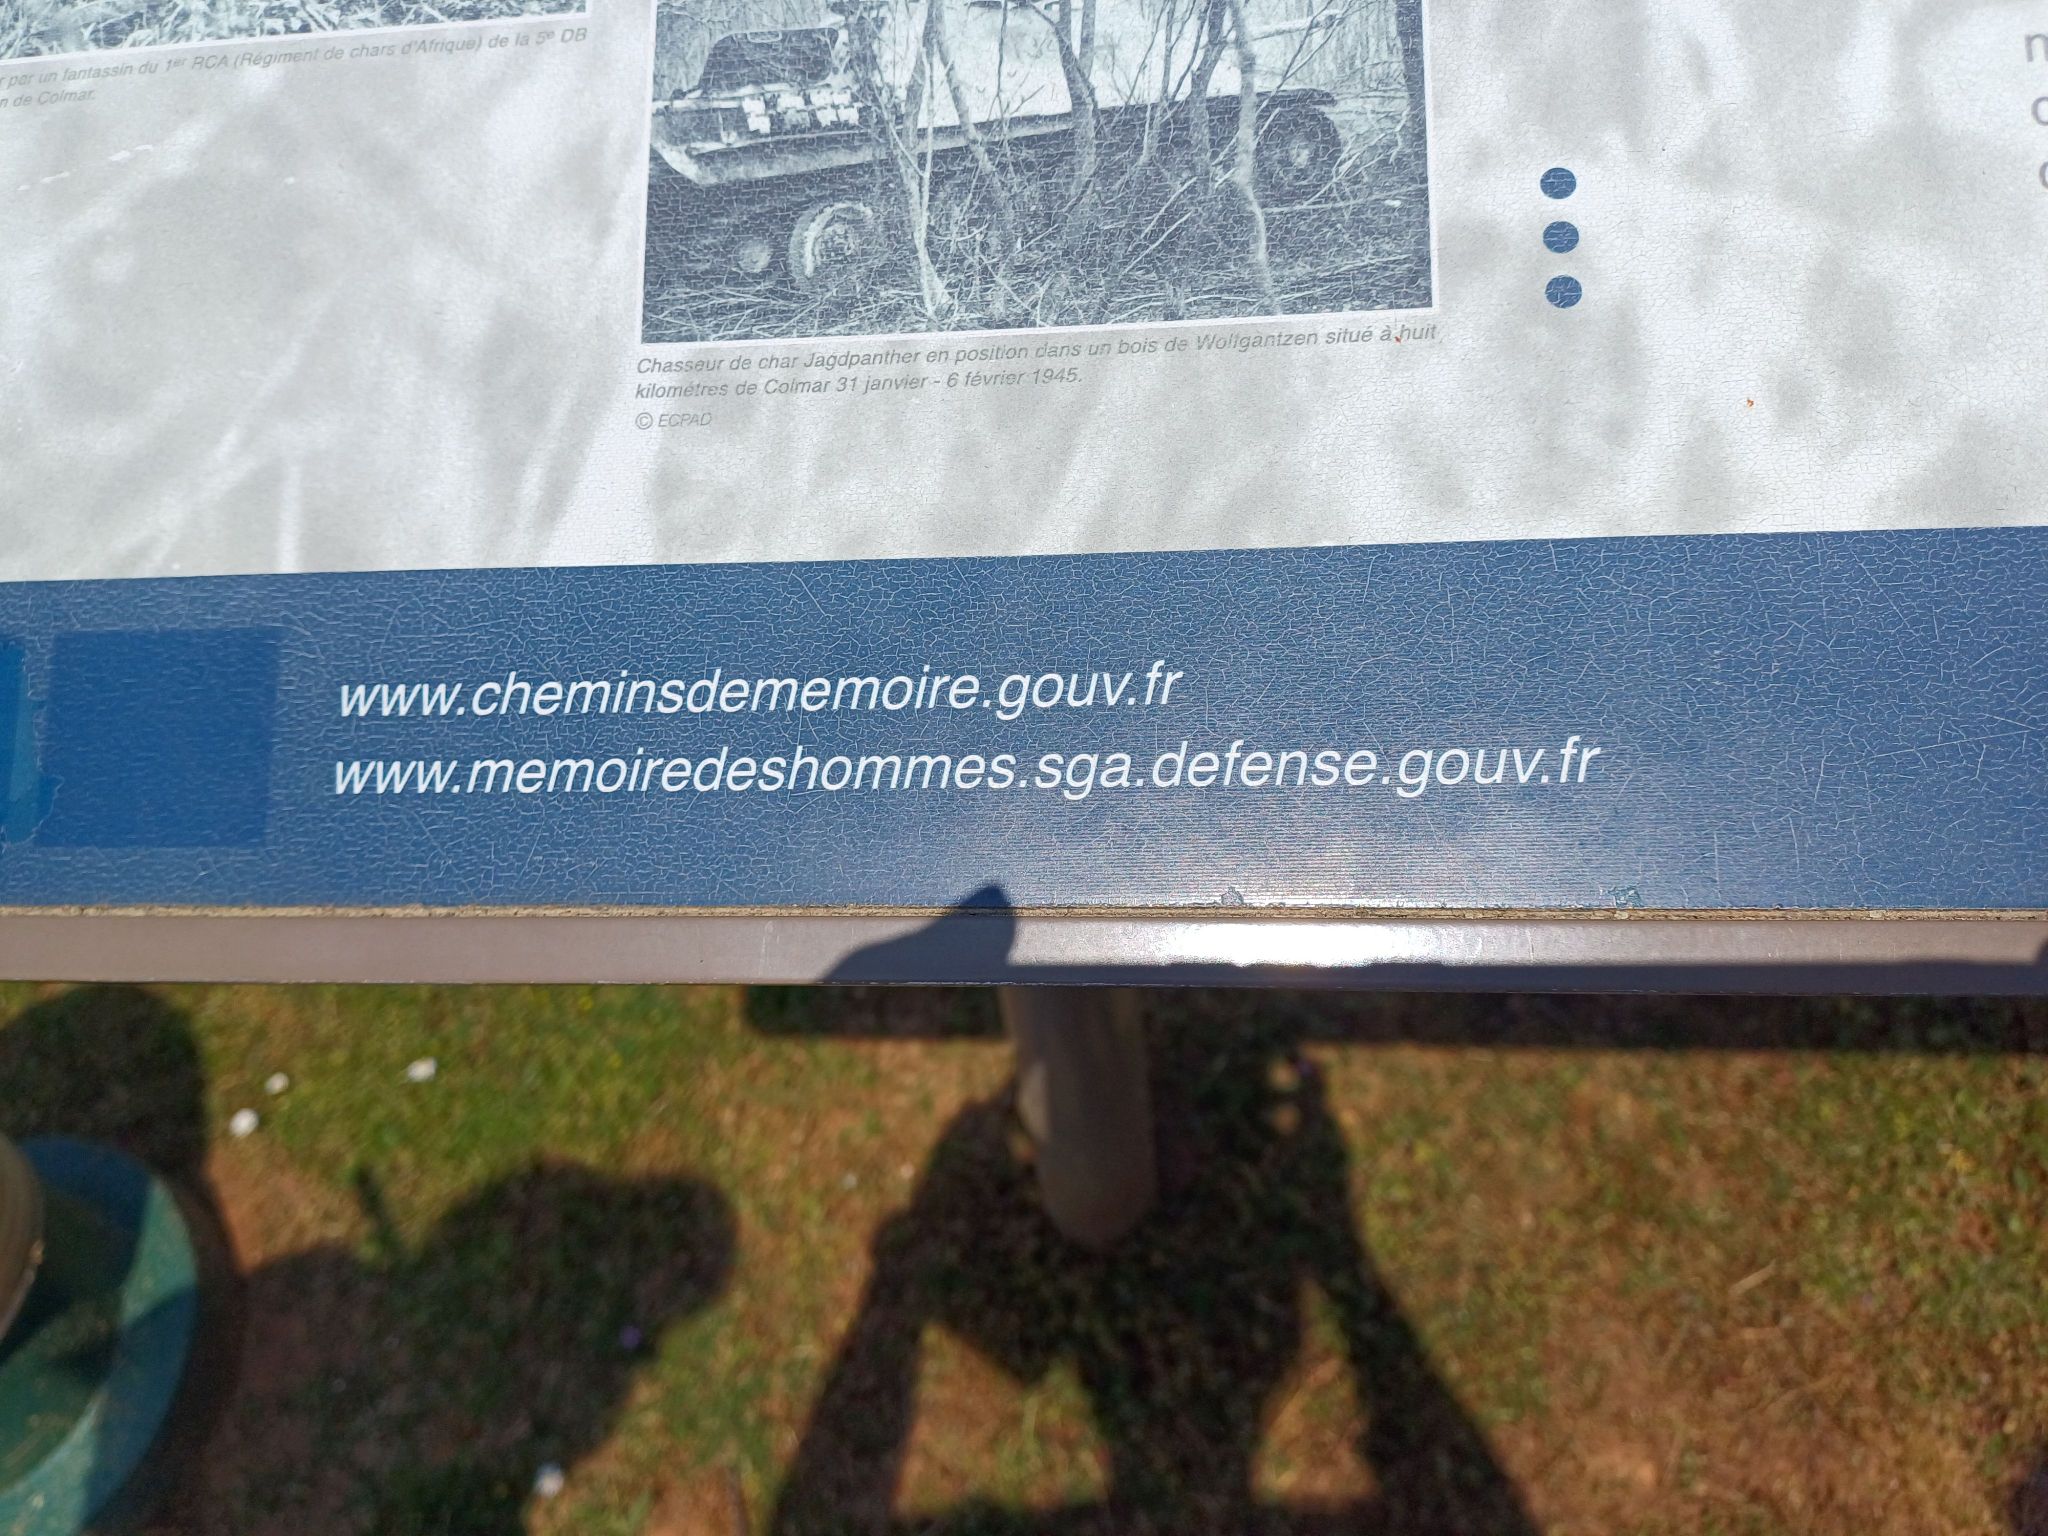 par un fantassin du 1er RCA (Régiment de chars d'Afrique) de la 5e DB
de Colmar.
Chasseur de char Jagdpanther en position dans un bois de Wolfgantzen situé à huit
kilomètres de Colmar 31 janvier - 6 février 1945.
© ECPAD
www.cheminsdememoire.gouv.fr
www.memoiredeshommes.sga.defense.gouv.fr